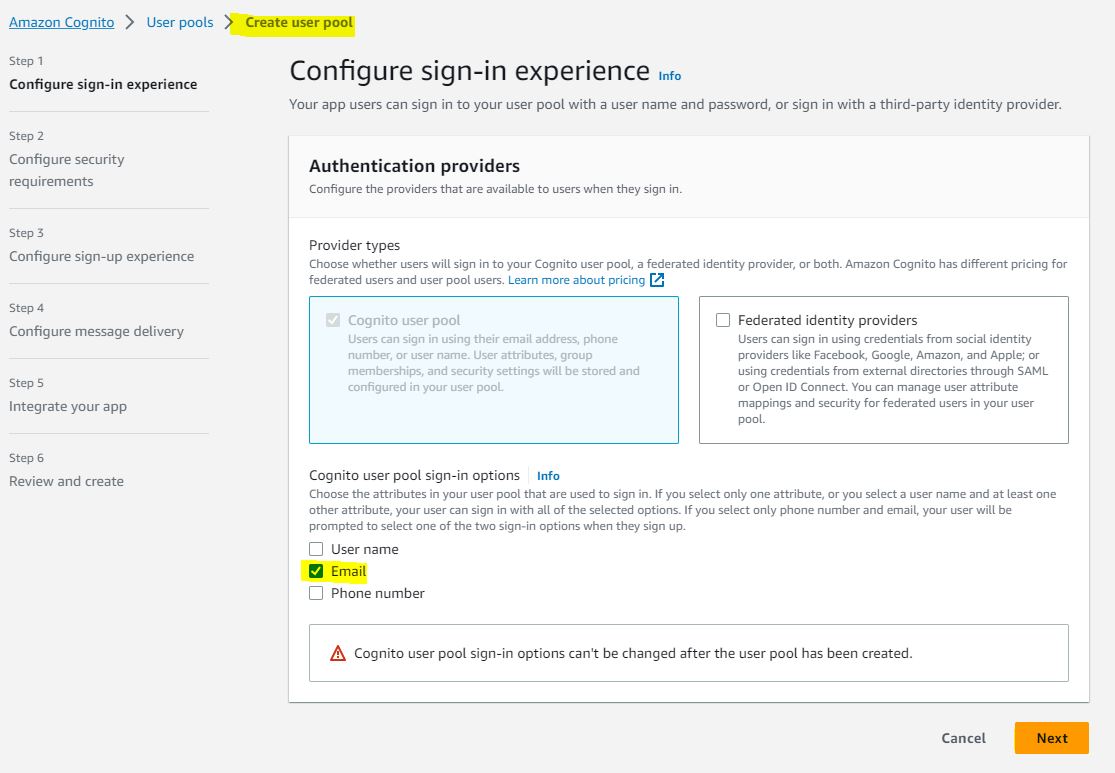 Amazon Cognito > User pools > Create user pool
Step 1
Configure sign-in experience
Step 2
Configure security
requirements
Step 3
Configure sign-up experience
Step 4
Configure message delivery
Step 5
Integrate your app
Step 6
Review and create
Configure sign-in experience Info
Your app users can sign in to your user pool with a user name and password, or sign in with a third-party identity provider.
Authentication providers
Configure the providers that are available to users when they sign in.
Provider types
Choose whether users will sign in to your Cognito user pool, a federated identity provider, or both. Amazon Cognito has different pricing for
federated users and user pool users. Learn more about pricing
Cognito user pool
Users can sign in using their email address, phone
number, or user name. User attributes, group
memberships, and security settings will be stored and
configured in your user pool.
Federated identity providers
Users can sign in using credentials from social identity
providers like Facebook, Google, Amazon, and Apple; or
using credentials from external directories through SAML
or Open ID Connect. You can manage user attribute
mappings and security for federated users in your user
pool.
Cognito user pool sign-in options Info
Choose the attributes in your user pool that are used to sign in. If you select only one attribute, or you select a user name and at least one
other attribute, your user can sign in with all of the selected options. If you select only phone number and email, your user will be
prompted to select one of the two sign-in options when they sign up.
User name
Email
Phone number
Cognito user pool sign-in options can't be changed after the user pool has been created.
Cancel Next